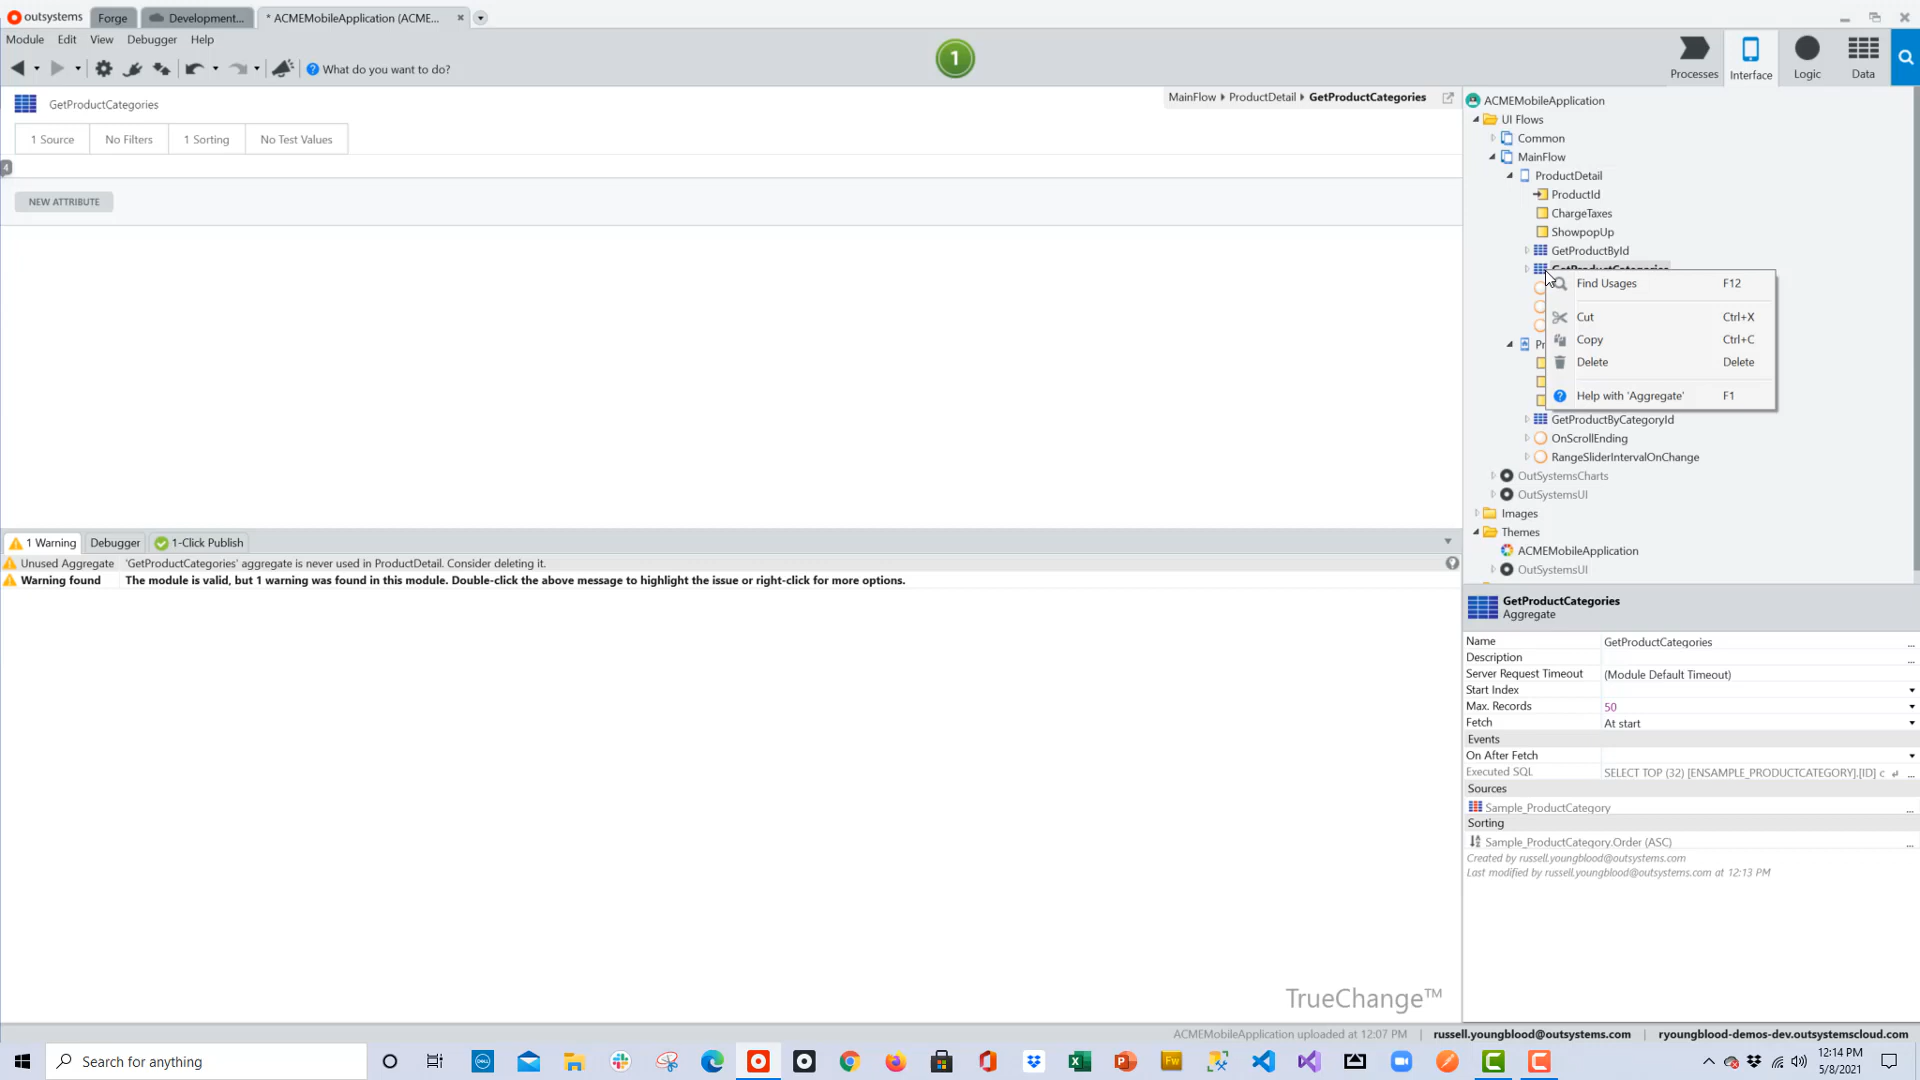 outsystems Forge Development... * ACMEMobileApplication (ACME...
Module Edit View Debugger Help
What do you want to do?
1
Processes Interface Logic Data
GetProductCategories
MainFlow ProductDetail GetProductCategories
1 Source No Filters 1 Sorting No Test Values
4
NEW ATTRIBUTE
ACMEMobileApplication
UI Flows
Common
MainFlow
ProductDetail
ProductId
ChargeTaxes
ShowpopUp
GetProductById
GetProductCategories
Find Usages F12
Cut Ctrl+X
Copy Ctrl+C
Pr
Delete Delete
Help with 'Aggregate' F1
GetProductByCategoryId
OnScrollEnding
RangeSliderIntervalOnChange
OutSystemsCharts
OutSystemsUI
Images
Themes
ACMEMobileApplication
OutSystemsUI
1 Warning Debugger 1-Click Publish
Unused Aggregate 'GetProductCategories' aggregate is never used in ProductDetail. Consider deleting it.
Warning found The module is valid, but 1 warning was found in this module. Double-click the above message to highlight the issue or right-click for more options.
GetProductCategories
Aggregate
Name GetProductCategories ...
Description ...
Server Request Timeout (Module Default Timeout)
Start Index
Max. Records 50
Fetch At start
Events
On After Fetch
Executed SQL SELECT TOP (32) [ENSAMPLE_PRODUCTCATEGORY].[ID] c ...
Sources
Sample_ProductCategory ...
Sorting
Sample_ProductCategory.Order (ASC) ...
Created by russell.youngblood@outsystems.com
Last modified by russell.youngblood@outsystems.com at 12:13 PM
TrueChange™
ACMEMobileApplication uploaded at 12:07 PM russell.youngblood@outsystems.com ryoungblood-demos-dev.outsystemscloud.com
Search for anything
DELL
Fw
12:14 PM
5/8/2021